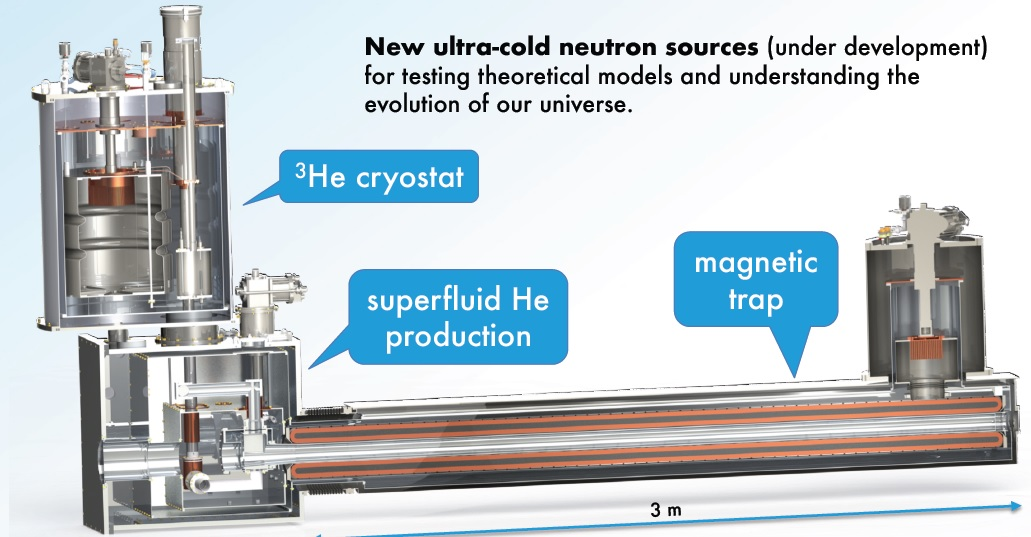 New ultra-cold neutron sources (under development)
for testing theoretical models and understanding the
evolution of our universe.
³He cryostat
superfluid He
production
magnetic
trap
3 m